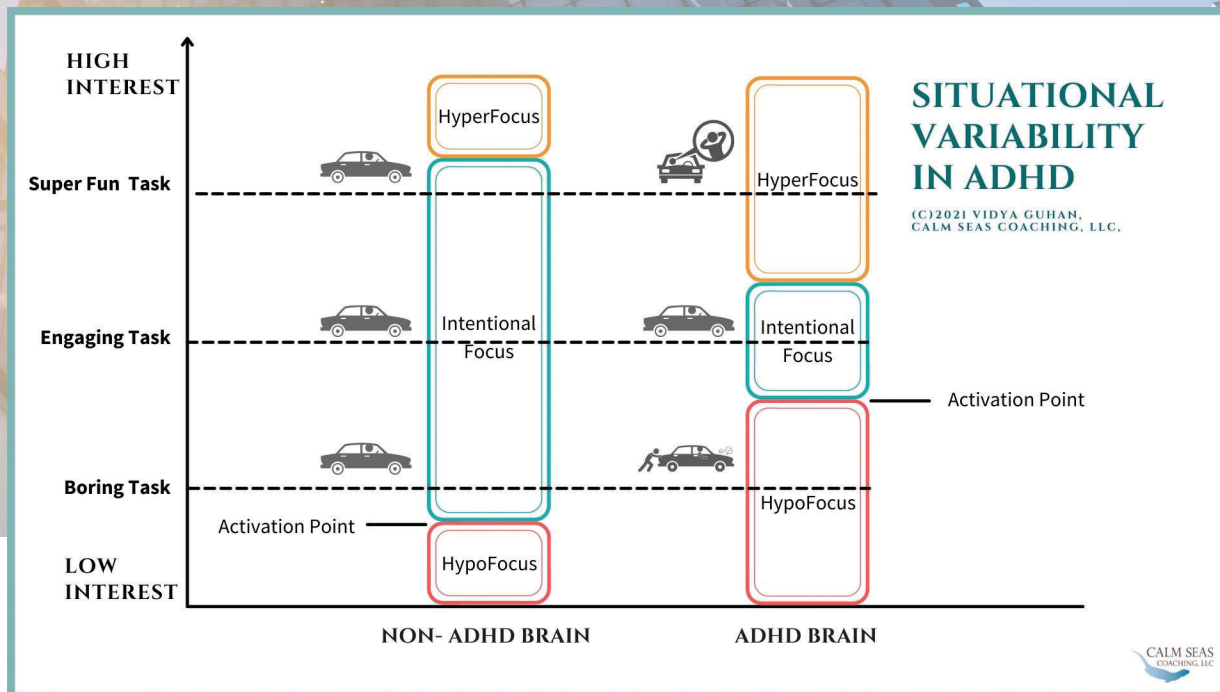 HIGH
INTEREST
Super Fun Task
Engaging Task
Boring Task
LOW
INTEREST
HyperFocus
Intentional
Focus
Activation Point
HypoFocus
NON- ADHD BRAIN
HyperFocus
Intentional
Focus
Activation Point
HypoFocus
ADHD BRAIN
SITUATIONAL
VARIABILITY
IN ADHD
(C)2021 VIDYA GUHAN,
CALM SEAS COACHING, LLC,
CALM SEAS
COACHING, LLC